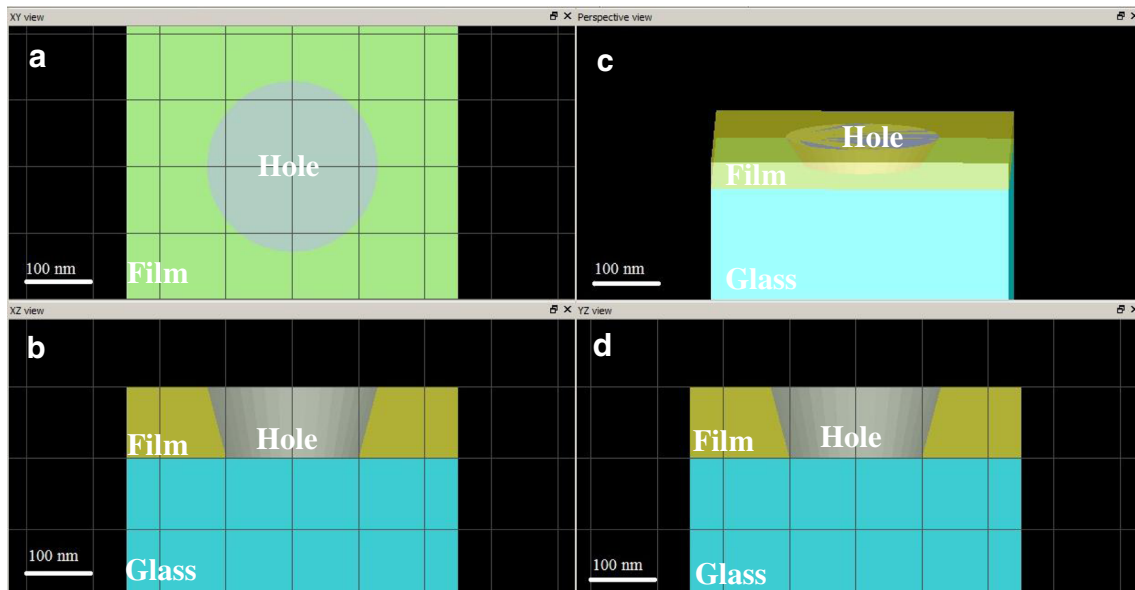 XY view
a
Hole
100 nm
Film
Perspective view
c
Hole
Film
100 nm
Glass
XZ view
b
Hole
Film
100 nm
Glass
YZ view
d
Hole
Film
100 nm
Glass